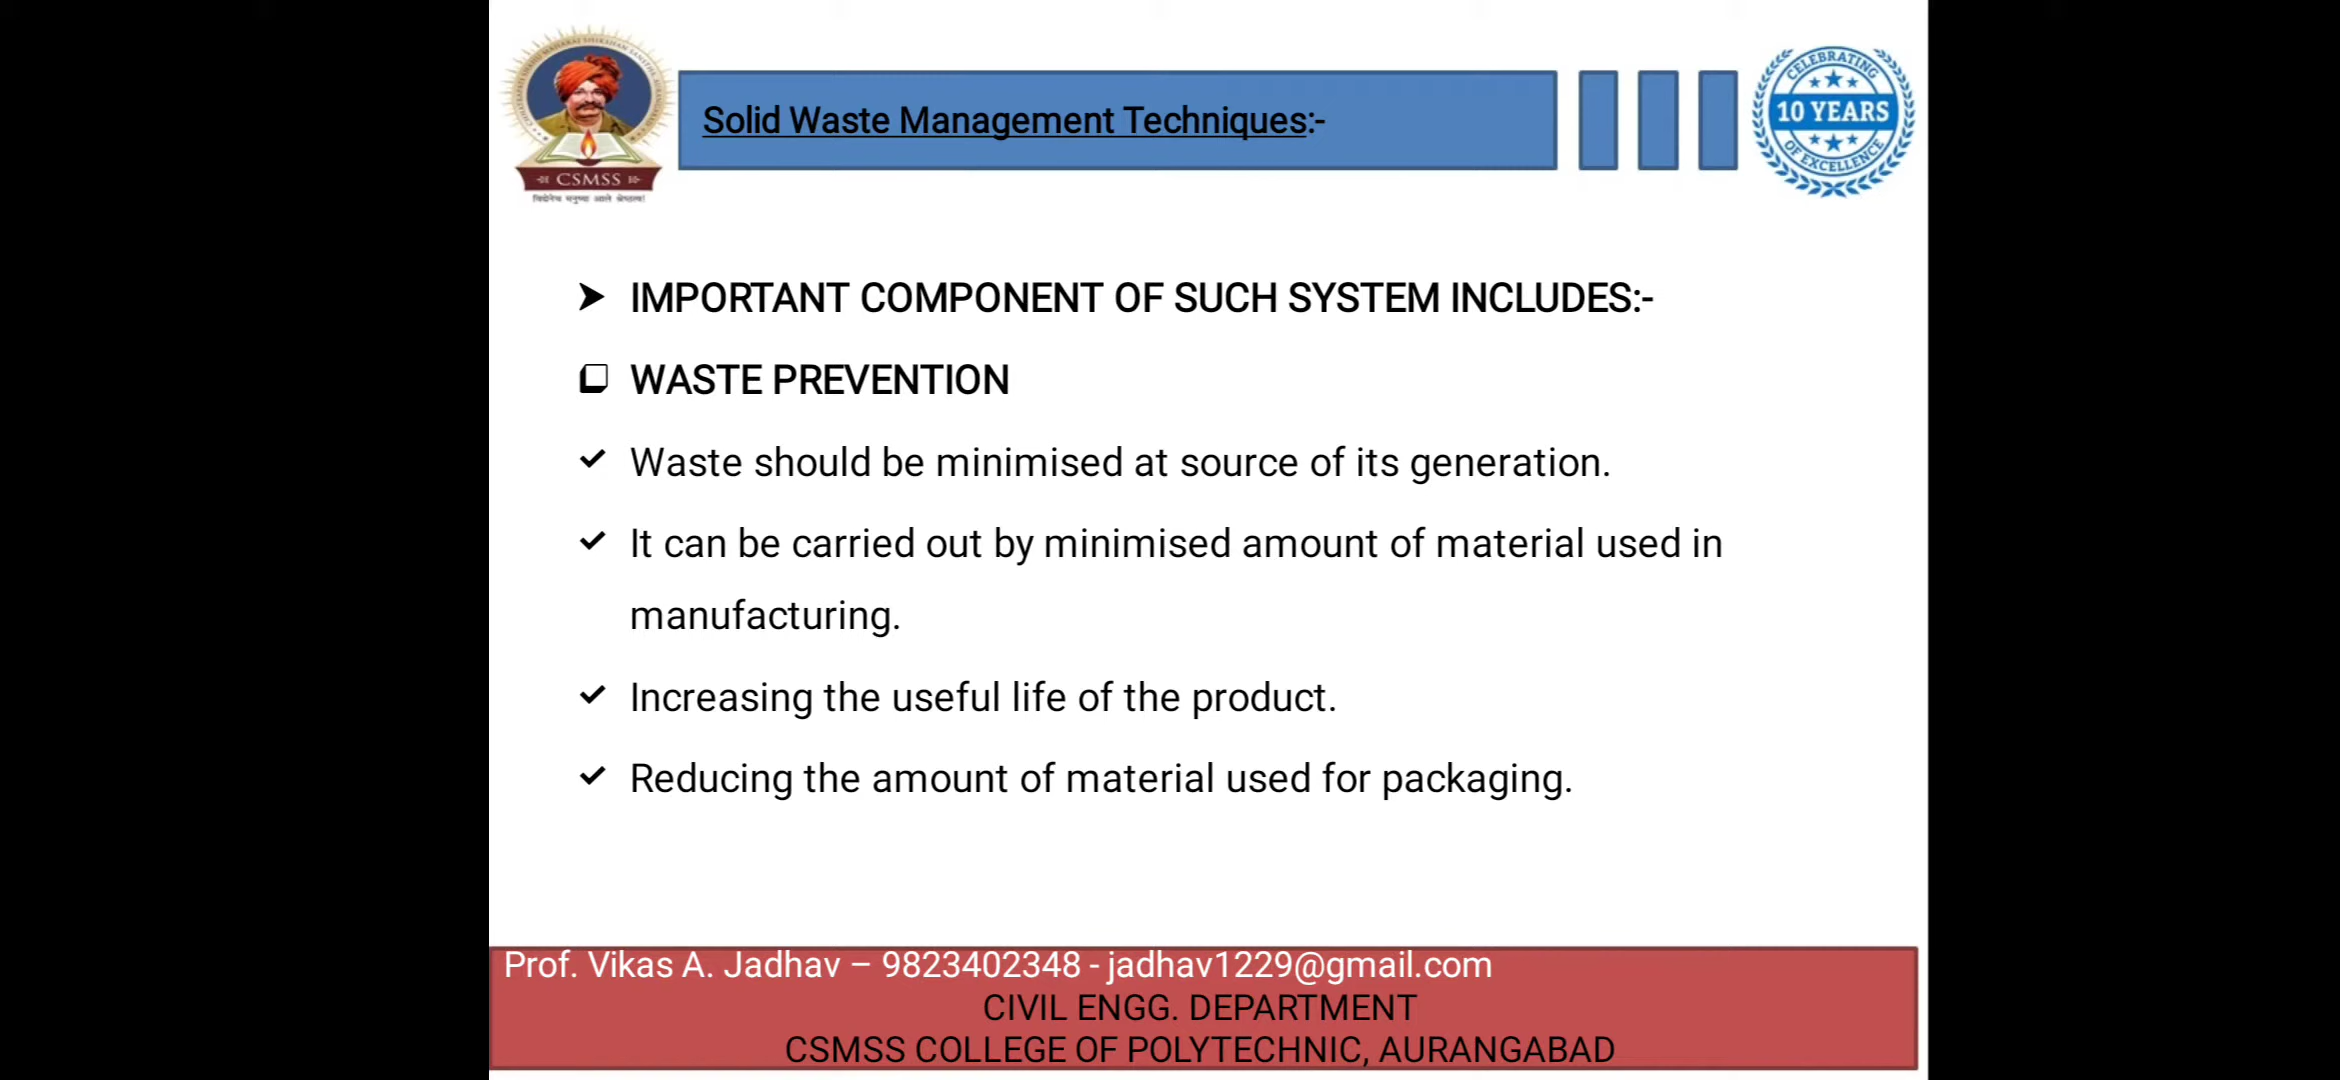 CSMSS
Solid Waste Management Techniques:-
CELEBRATING
10 YEARS
OF EXCELLENCE
IMPORTANT COMPONENT OF SUCH SYSTEM INCLUDES:-
WASTE PREVENTION
Waste should be minimised at source of its generation.
It can be carried out by minimised amount of material used in
manufacturing.
Increasing the useful life of the product.
Reducing the amount of material used for packaging.
Prof. Vikas A. Jadhav – 9823402348 - jadhav1229@gmail.com
CIVIL ENGG. DEPARTMENT
CSMSS COLLEGE OF POLYTECHNIC, AURANGABAD